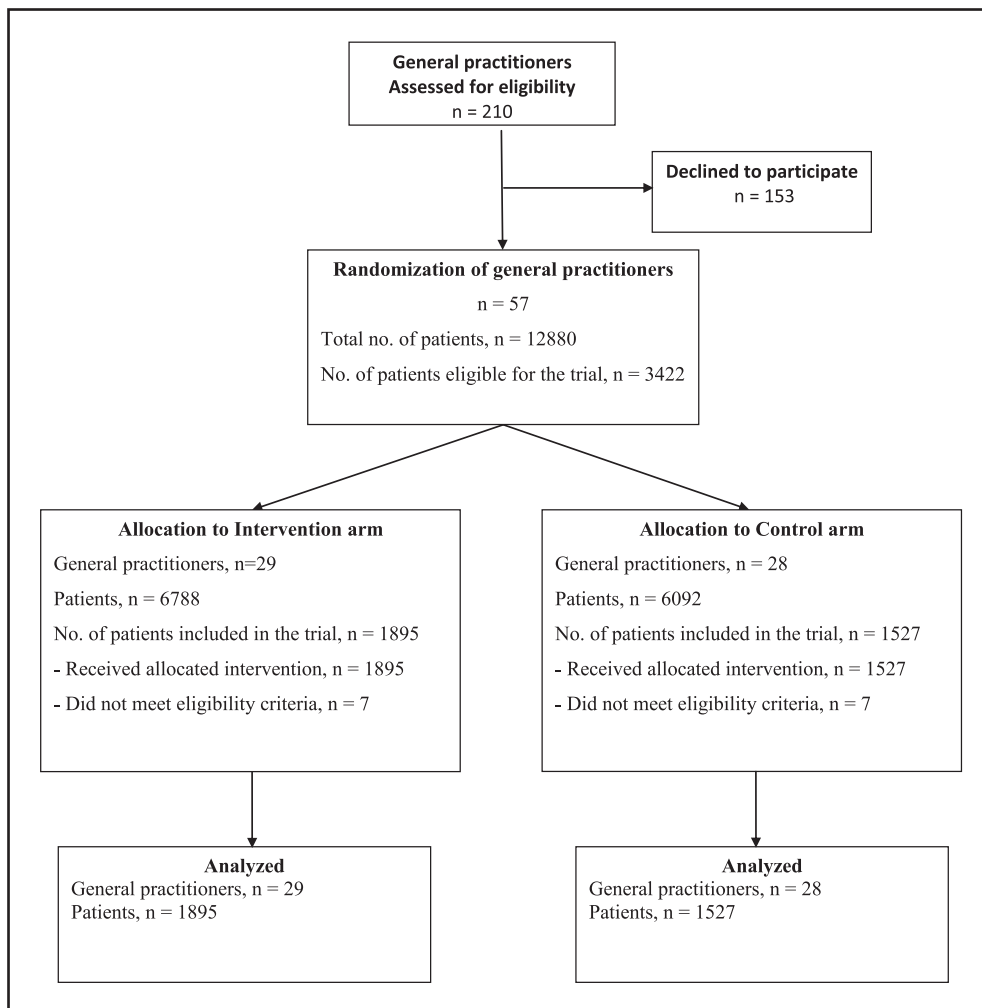 General practitioners
Assessed for eligibility
n = 210
Declined to participate
n = 153
Randomization of general practitioners
n = 57
Total no. of patients, n = 12880
No. of patients eligible for the trial, n = 3422
Allocation to Intervention arm
General practitioners, n=29
Patients, n = 6788
No. of patients included in the trial, n = 1895
- Received allocated intervention, n = 1895
- Did not meet eligibility criteria, n = 7
Allocation to Control arm
General practitioners, n = 28
Patients, n = 6092
No. of patients included in the trial, n = 1527
- Received allocated intervention, n = 1527
- Did not meet eligibility criteria, n = 7
Analyzed
General practitioners, n = 29
Patients, n = 1895
Analyzed
General practitioners, n = 28
Patients, n = 1527